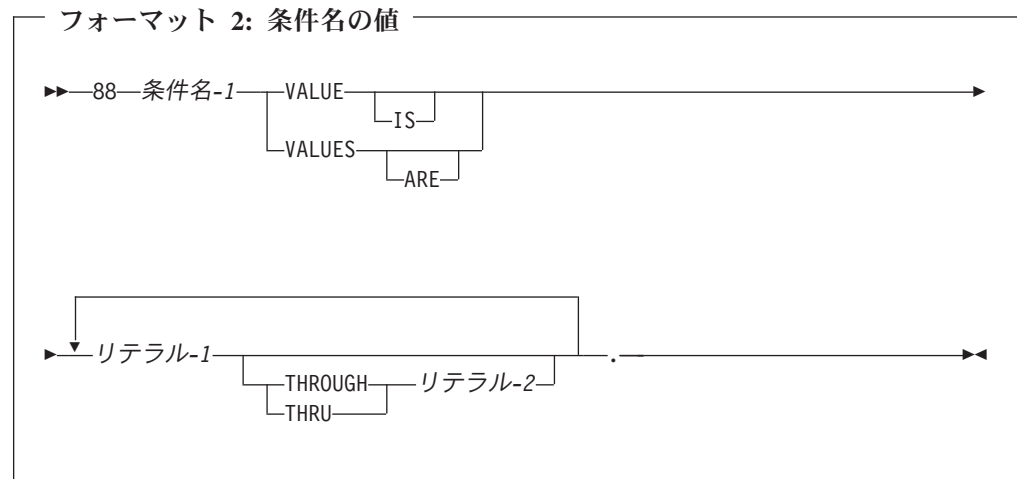 フォーマット 2: 条件名の値
88 条件名-1 VALUE
IS
VALUES
ARE
リテラル-1
THROUGH リテラル-2
THRU
.